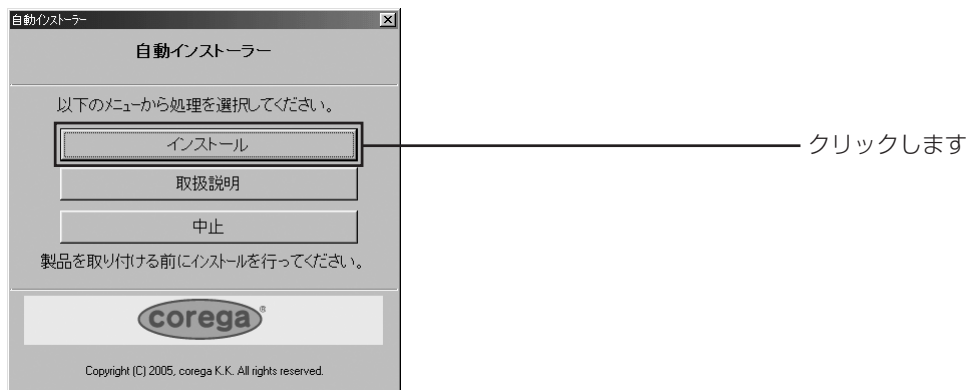 自動インストーラー
自動インストーラー
以下のメニューから処理を選択してください。
インストール
クリックします
取扱説明
中止
製品を取り付ける前にインストールを行ってください。
corega®
Copyright (C) 2005, corega K.K. All rights reserved.